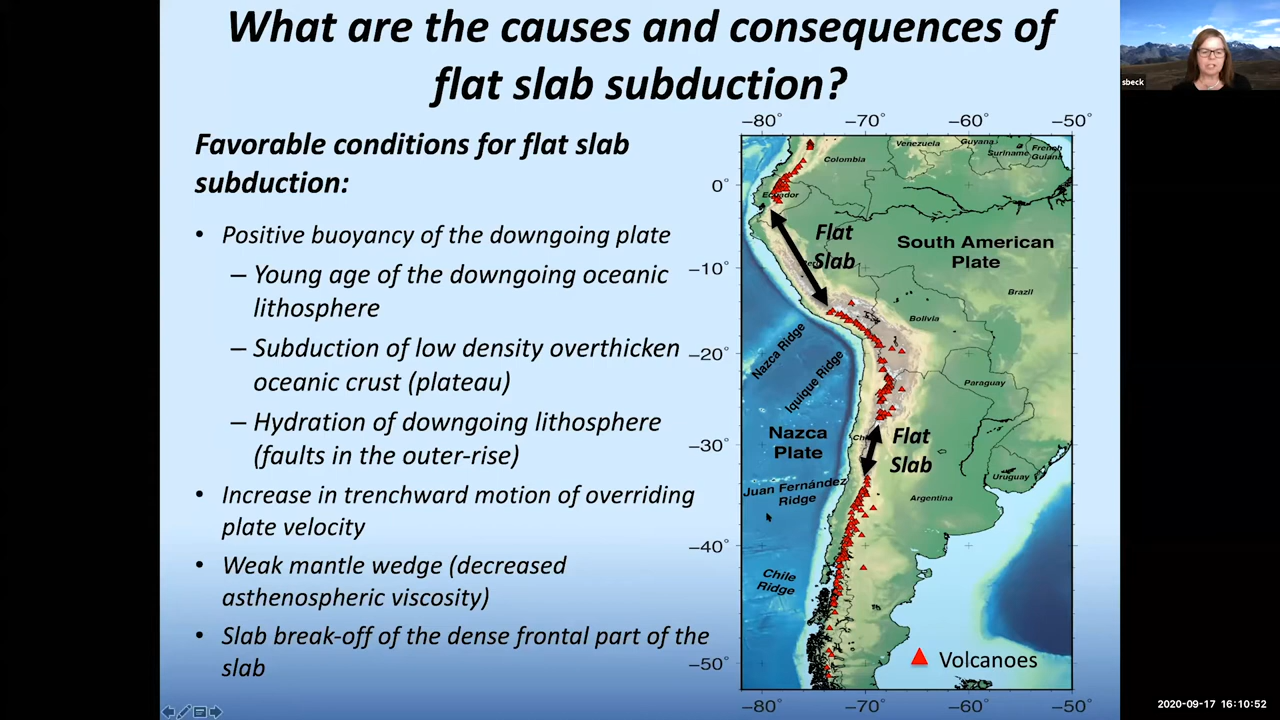 What are the causes and consequences of
flat slab subduction?
sbeck
Favorable conditions for flat slab
subduction:
• Positive buoyancy of the downgoing plate
– Young age of the downgoing oceanic
lithosphere
– Subduction of low density overthicken
oceanic crust (plateau)
– Hydration of downgoing lithosphere
(faults in the outer-rise)
• Increase in trenchward motion of overriding
plate velocity
• Weak mantle wedge (decreased
asthenospheric viscosity)
• Slab break-off of the dense frontal part of the
slab
−80° −70° −60° −50°
0°
−10°
−20°
−30°
−40°
−50°
Venezuela
Guyana
Suriname
French
Guiana
Colombia
Ecuador
Flat
Slab
South American
Plate
Brazil
Bolivia
Nazca Ridge
Iquique Ridge
Paraguay
Nazca
Plate
Flat
Slab
Uruguay
Juan Fernández
Ridge
Argentina
Chile
Ridge
Volcanoes
−80° −70° −60° −50°
2020-09-17 16:10:52